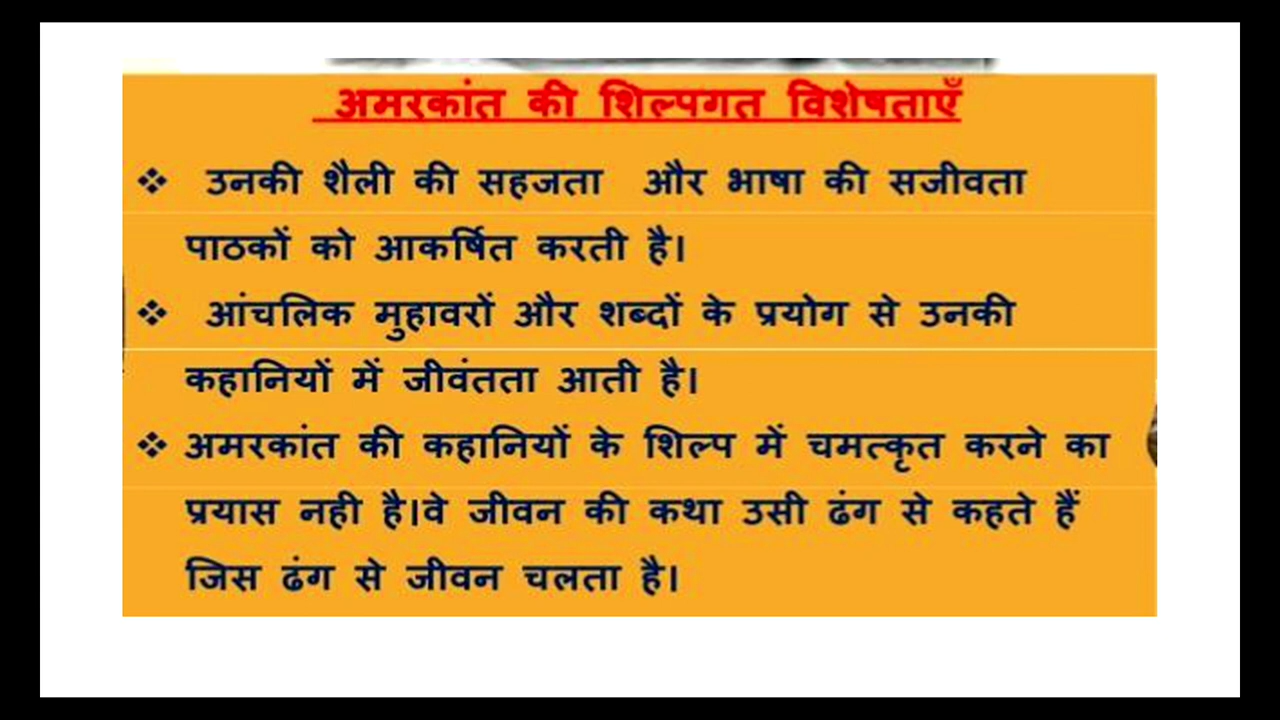 अमरकांत की शिल्पगत विशेषताएँ
❖ उनकी शैली की सहजता और भाषा की सजीवता
पाठकों को आकर्षित करती है।
❖ आंचलिक मुहावरों और शब्दों के प्रयोग से उनकी
कहानियों में जीवंतता आती है।
❖ अमरकांत की कहानियों के शिल्प में चमत्कृत करने का
प्रयास नही है।वे जीवन की कथा उसी ढंग से कहते हैं
जिस ढंग से जीवन चलता है।